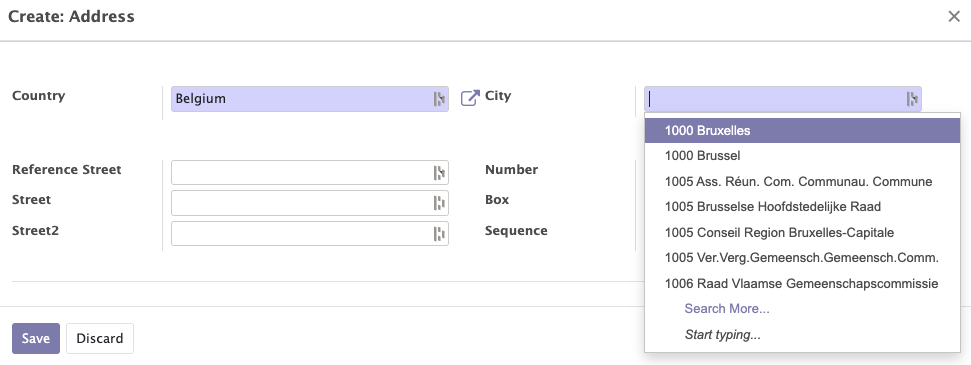 Create: Address
Country
Belgium
City
1000 Bruxelles
1000 Brussel
1005 Ass. Réun. Com. Communau. Commune
1005 Brusselse Hoofdstedelijke Raad
1005 Conseil Region Bruxelles-Capitale
1005 Ver.Verg.Gemeensch.Gemeensch.Comm.
1006 Raad Vlaamse Gemeenschapscommissie
Search More...
Start typing...
Reference Street
Number
Street
Box
Street2
Sequence
Save
Discard